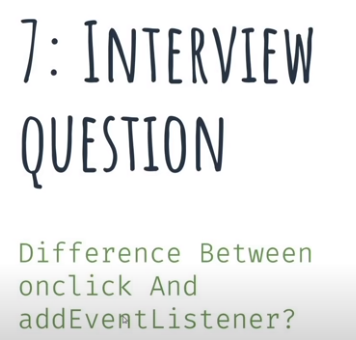 7: Interview
question
Difference Between
onclick And
addEventListener?